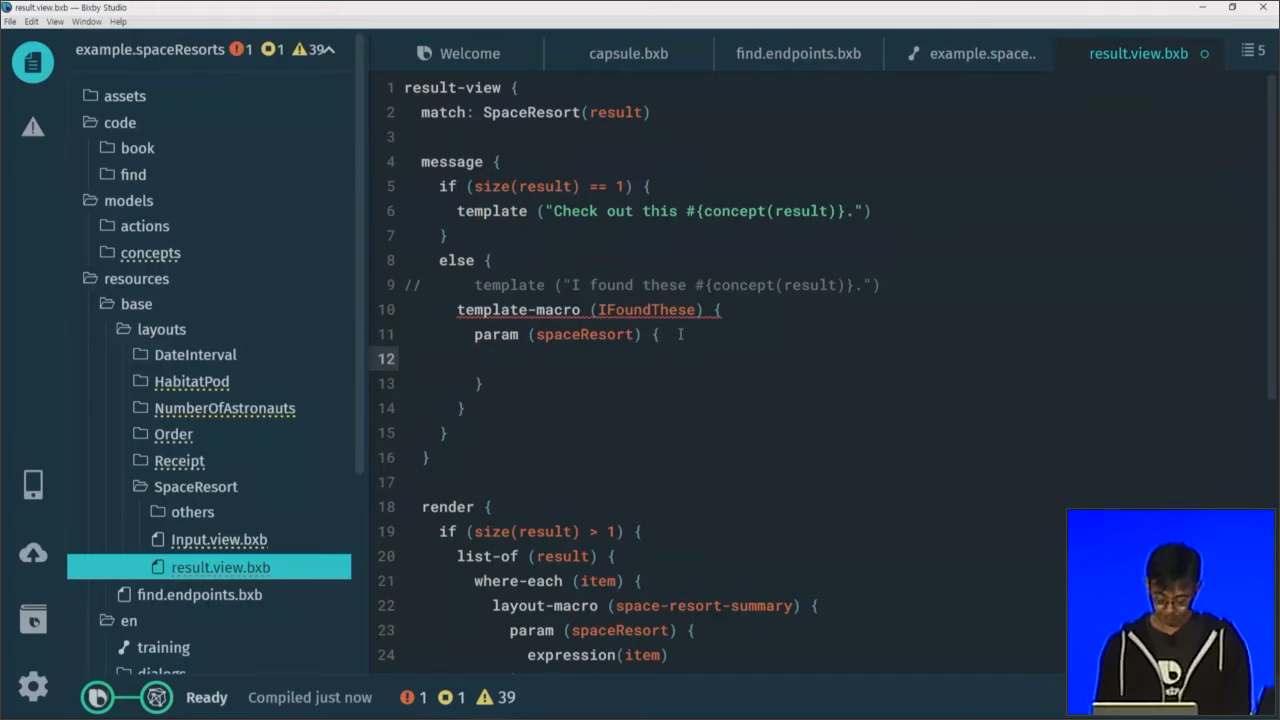 result.view.bxb — Bixby Studio
File Edit View Window Help
example.spaceResorts 1 1 39
Welcome
capsule.bxb
find.endpoints.bxb
example.space..
result.view.bxb
5
assets
code
book
find
models
actions
concepts
resources
base
layouts
DateInterval
HabitatPod
NumberOfAstronauts
Order
Receipt
SpaceResort
others
Input.view.bxb
result.view.bxb
find.endpoints.bxb
en
training
dialogs
1 result-view {
2 match: SpaceResort(result)
3
4 message {
5 if (size(result) == 1) {
6 template ("Check out this #{concept(result)}.")
7 }
8 else {
9 // template ("I found these #{concept(result)}.")
10 template-macro (IFoundThese) {
11 param (spaceResort) {
12
13 }
14 }
15 }
16 }
17
18 render {
19 if (size(result) > 1) {
20 list-of (result) {
21 where-each (item) {
22 layout-macro (space-resort-summary) {
23 param (spaceResort) {
24 expression(item)
Ready Compiled just now 1 1 39